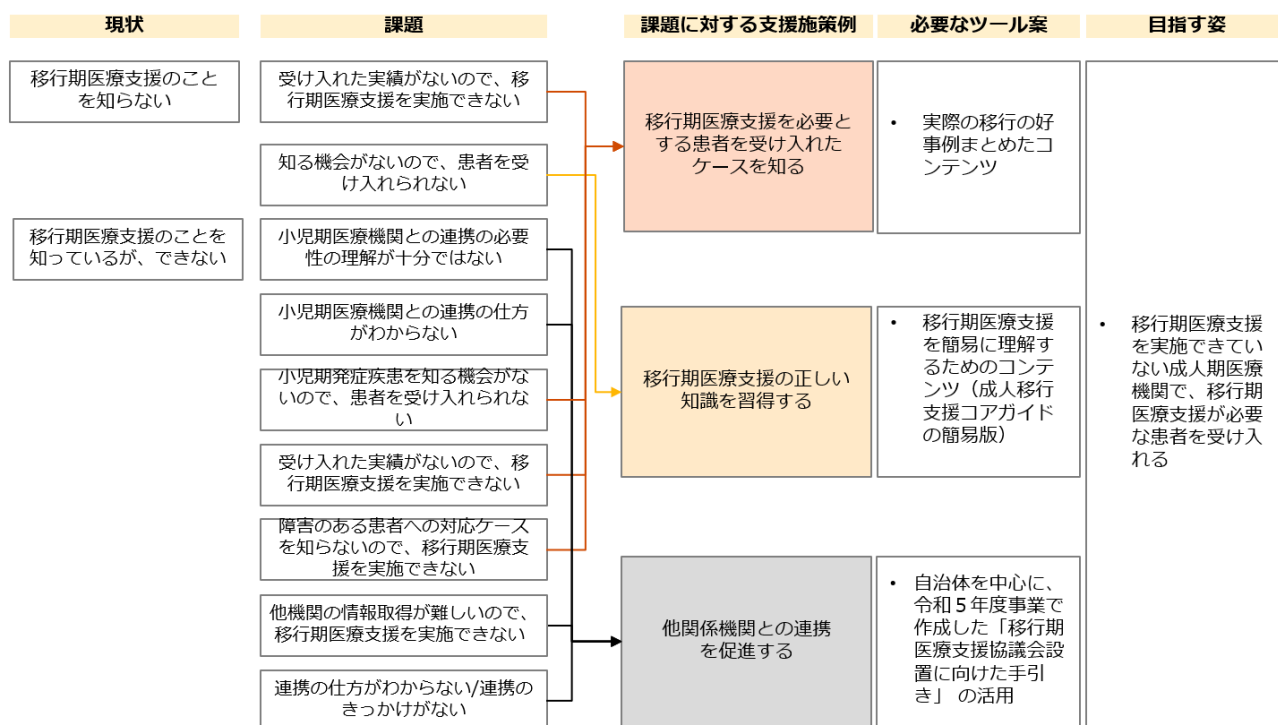 現状
課題
課題に対する支援施策例
必要なツール案
目指す姿
移行期医療支援のこと
を知らない
移行期医療支援のことを
知っているが、できない
受け入れた実績がないので、移
行期医療支援を実施できない
知る機会がないので、患者を受
け入れられない
小児期医療機関との連携の必要
性の理解が十分ではない
小児期医療機関との連携の仕方
がわからない
小児期発症疾患を知る機会がな
いので、患者を受け入れられな
い
受け入れた実績がないので、移
行期医療支援を実施できない
障害のある患者への対応ケース
を知らないので、移行期医療支
援を実施できない
他機関の情報取得が難しいので、
移行期医療支援を実施できない
連携の仕方がわからない/連携の
きっかけがない
移行期医療支援を必要と
する患者を受け入れた
ケースを知る
移行期医療支援の正しい
知識を習得する
他関係機関との連携
を促進する
• 実際の移行の好
事例まとめたコ
ンテンツ
• 移行期医療支援
を簡易に理解す
るためのコンテ
ンツ（成人移行
支援コアガイド
の簡易版）
• 自治体を中心に、
令和５年度事業で
作成した「移行期
医療支援協議会設
置に向けた手引
き」 の活用
• 移行期医療支援
を実施できてい
ない成人期医療
機関で、移行期
医療支援が必要
な患者を受け入
れる